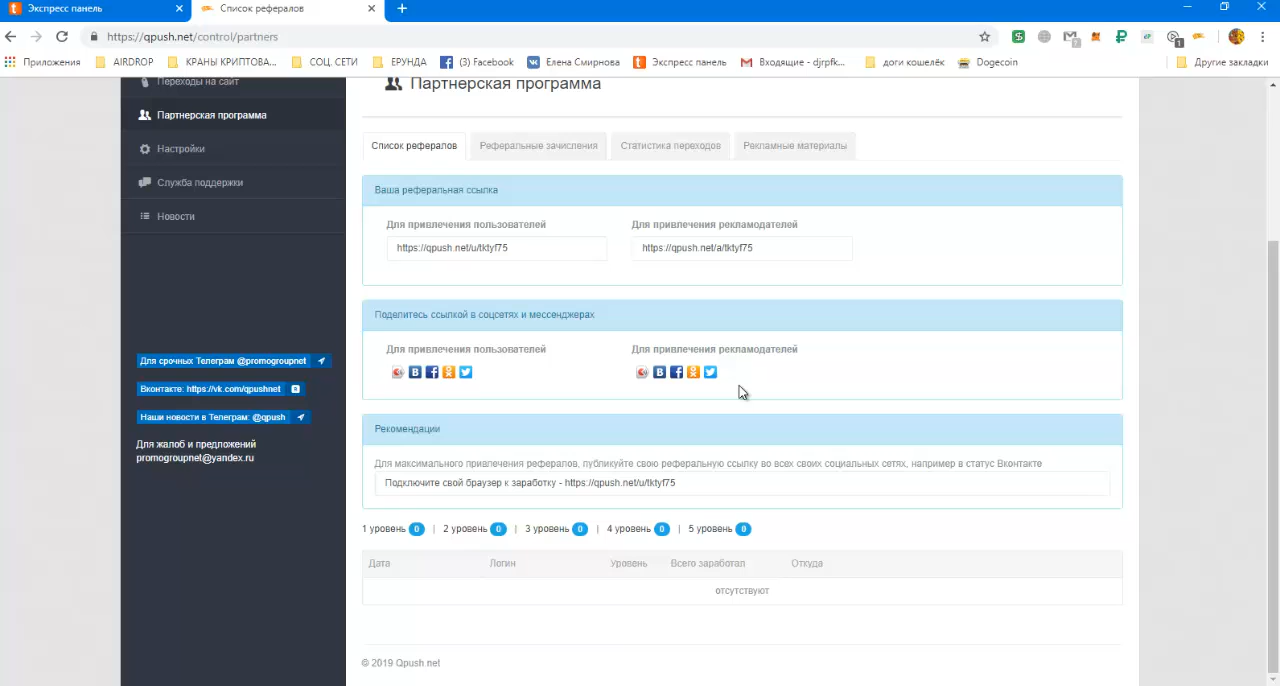 Экспресс панель
Список рефералов
https://qpush.net/control/partners
Приложения
AIRDROP
КРАНЫ КРИПТОВА...
СОЦ. СЕТИ
ЕРУНДА
(3) Facebook
Елена Смирнова
Экспресс панель
Входящие - djrpfk...
доги кошелёк
Dogecoin
Другие закладки
Переходы на сайт
Партнерская программа
Настройки
Служба поддержки
Новости
Для срочных Телеграм @promogroupnet
Вконтакте: https://vk.com/qpushnet
Наши новости в Телеграм: @qpush
Для жалоб и предложений
promogroupnet@yandex.ru
Партнерская программа
Список рефералов
Реферальные зачисления
Статистика переходов
Рекламные материалы
Ваша реферальная ссылка
Для привлечения пользователей
Для привлечения рекламодателей
https://qpush.net/u/tktyf75
https://qpush.net/a/tktyf75
Поделитесь ссылкой в соцсетях и мессенджерах
Для привлечения пользователей
Для привлечения рекламодателей
Рекомендации
Для максимального привлечения рефералов, публикуйте свою реферальную ссылку во всех своих социальных сетях, например в статус Вконтакте
Подключите свой браузер к заработку - https://qpush.net/u/tktyf75
1 уровень 0 | 2 уровень 0 | 3 уровень 0 | 4 уровень 0 | 5 уровень 0
Дата Логин Уровень Всего заработал Откуда
отсутствуют
© 2019 Qpush.net